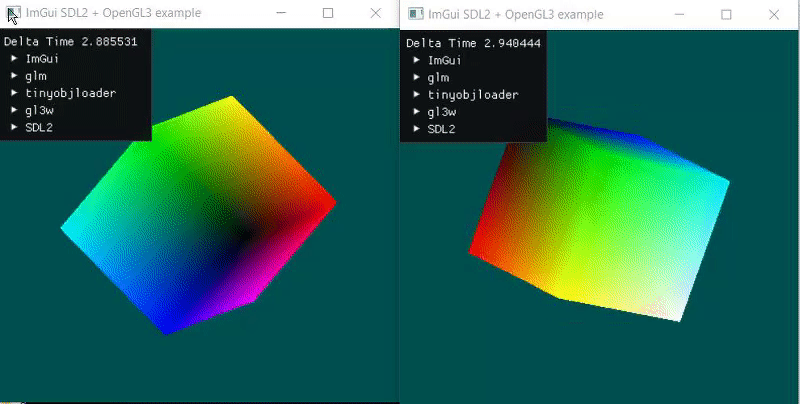 ImGui SDL2 + OpenGL3 example
Delta Time 2.885531
ImGui
glm
tinyobjloader
gl3w
SDL2
ImGui SDL2 + OpenGL3 example
Delta Time 2.940444
ImGui
glm
tinyobjloader
gl3w
SDL2